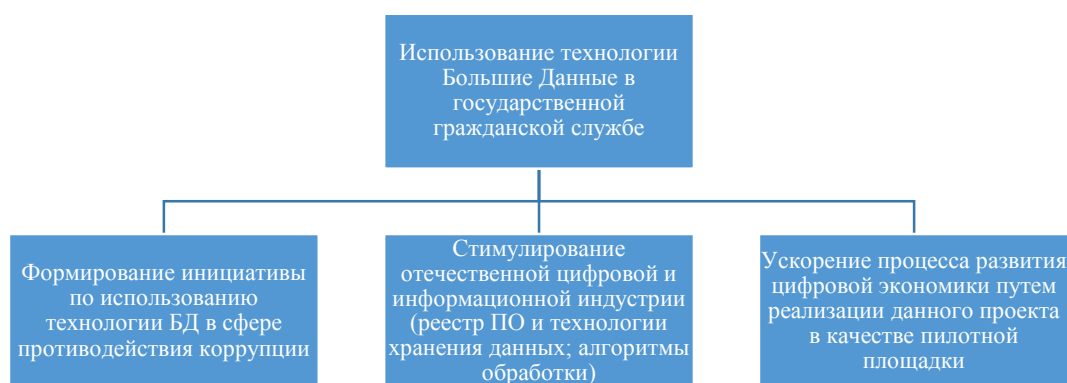 Использование технологии
Большие Данные в
государственной
гражданской службе
Формирование инициативы
по использованию
технологии БД в сфере
противодействия коррупции
Стимулирование
отечественной цифровой и
информационной индустрии
(реестр ПО и технологии
хранения данных; алгоритмы
обработки)
Ускорение процесса развития
цифровой экономики путем
реализации данного проекта
в качестве пилотной
площадки